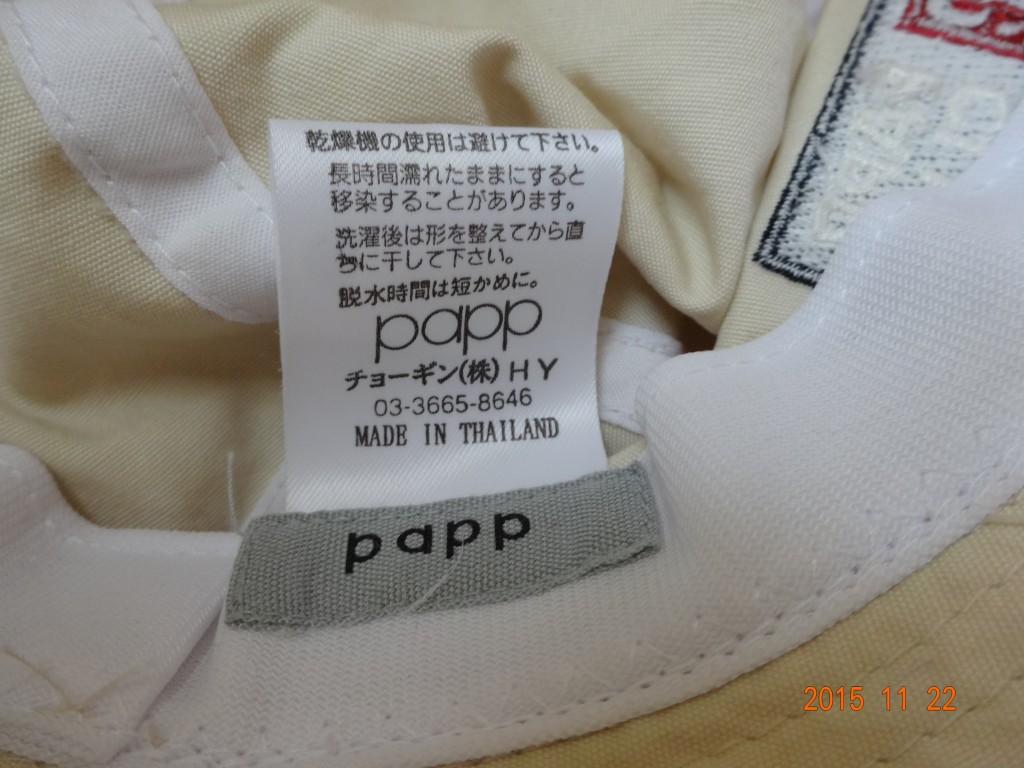 乾燥機の使用は避けて下さい。
長時間濡れたままにすると
移染することがあります。
洗濯後は形を整えてから直
ちに干して下さい。
脱水時間は短かめに。
papp
チョーギン(株)HY
03-3665-8646
MADE IN THAILAND
papp
2015 11 22